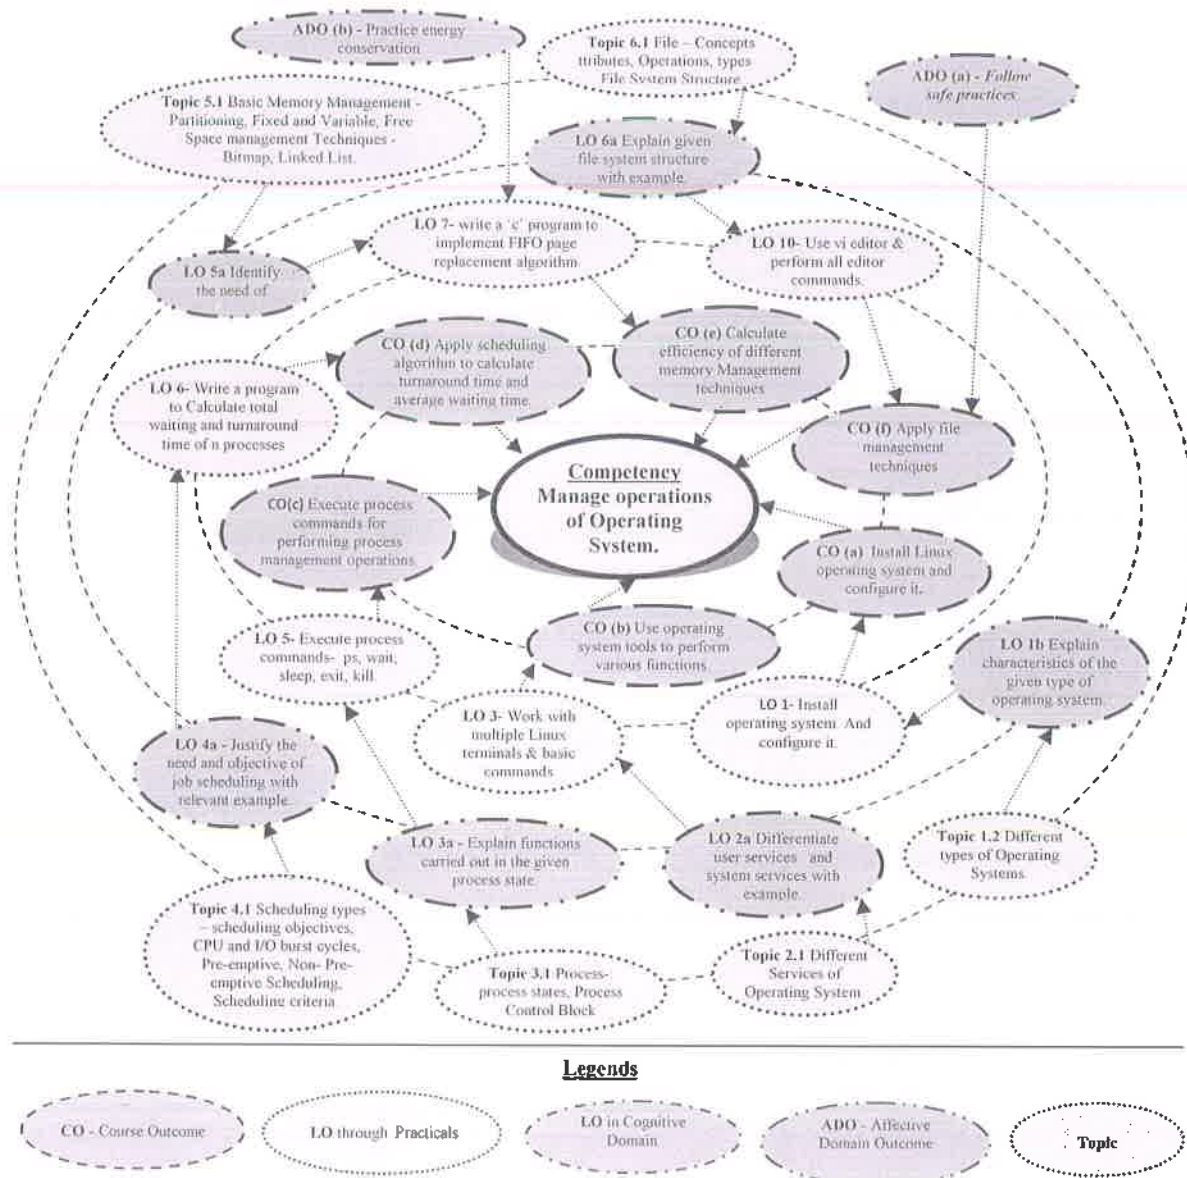 ADO (b) - Practice energy
conservation
Topic 6.1 File – Concepts
ttributes, Operations, types
File System Structure
ADO (a) - Follow
safe practices
Topic 5.1 Basic Memory Management -
Partitioning, Fixed and Variable, Free
Space management Techniques -
Bitmap, Linked List.
LO 6a Explain given
file system structure
with example.
LO 7- write a 'c' program to
implement FIFO page
replacement algorithm
LO 10- Use vi editor &
perform all editor
commands.
LO 5a Identify
the need of
CO (d) Apply scheduling
algorithm to calculate
turnaround time and
average waiting time.
CO (e) Calculate
efficiency of different
memory Management
techniques
LO 6- Write a program
to Calculate total
waiting and turnaround
time of n processes
CO (f) Apply file
management
techniques
Competency
Manage operations
of Operating
System.
CO(c) Execute process
commands for
performing process
management operations.
CO (a) Install Linux
operating system and
configure it.
CO (b) Use operating
system tools to perform
various functions.
LO 5- Execute process
commands- ps, wait,
sleep, exit, kill.
LO 1b Explain
characteristics of the
given type of
operating system.
LO 3- Work with
multiple Linux
terminals & basic
commands
LO 1- Install
operating system. And
configure it.
LO 4a - Justify the
need and objective of
job scheduling with
relevant example.
LO 3a - Explain functions
carried out in the given
process state.
LO 2a Differentiate
user services and
system services with
example.
Topic 1.2 Different
types of Operating
Systems
Topic 4.1 Scheduling types
– scheduling objectives,
CPU and I/O burst cycles,
Pre-emptive, Non- Pre-
emptive Scheduling,
Scheduling criteria
Topic 3.1 Process-
process states, Process
Control Block
Topic 2.1 Different
Services of
Operating System
Legends
CO - Course Outcome
LO through Practicals
LO in Cognitive
Domain
ADO - Affective
Domain Outcome
Topic